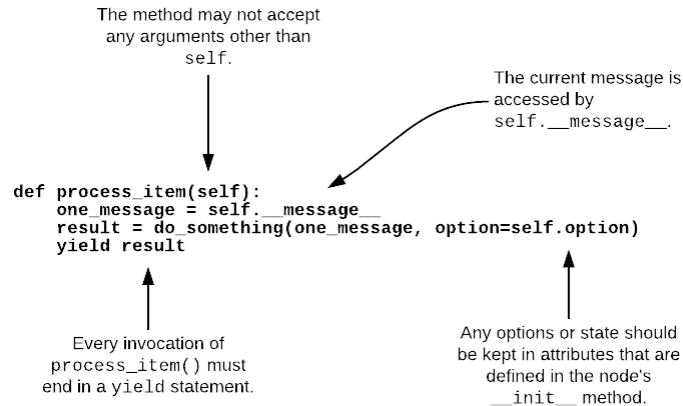 The method may not accept
any arguments other than
self.
The current message is
accessed by
self.__message__.
def process_item(self):
    one_message = self.__message__
    result = do_something(one_message, option=self.option)
    yield result
Every invocation of
process_item() must
end in a yield statement.
Any options or state should
be kept in attributes that are
defined in the node's
__init__ method.